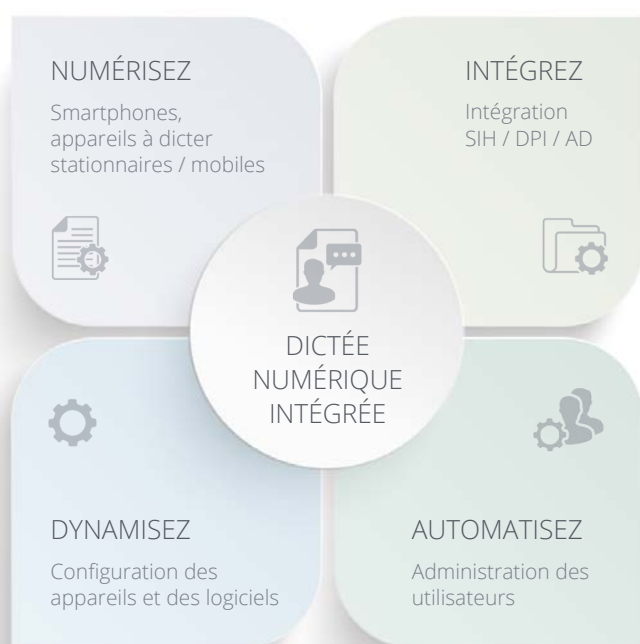 NUMÉRISEZ
Smartphones,
appareils à dicter
stationnaires / mobiles
INTÉGREZ
Intégration
SIH / DPI / AD
DICTÉE
NUMÉRIQUE
INTÉGRÉE
DYNAMISEZ
Configuration des
appareils et des logiciels
AUTOMATISEZ
Administration des
utilisateurs